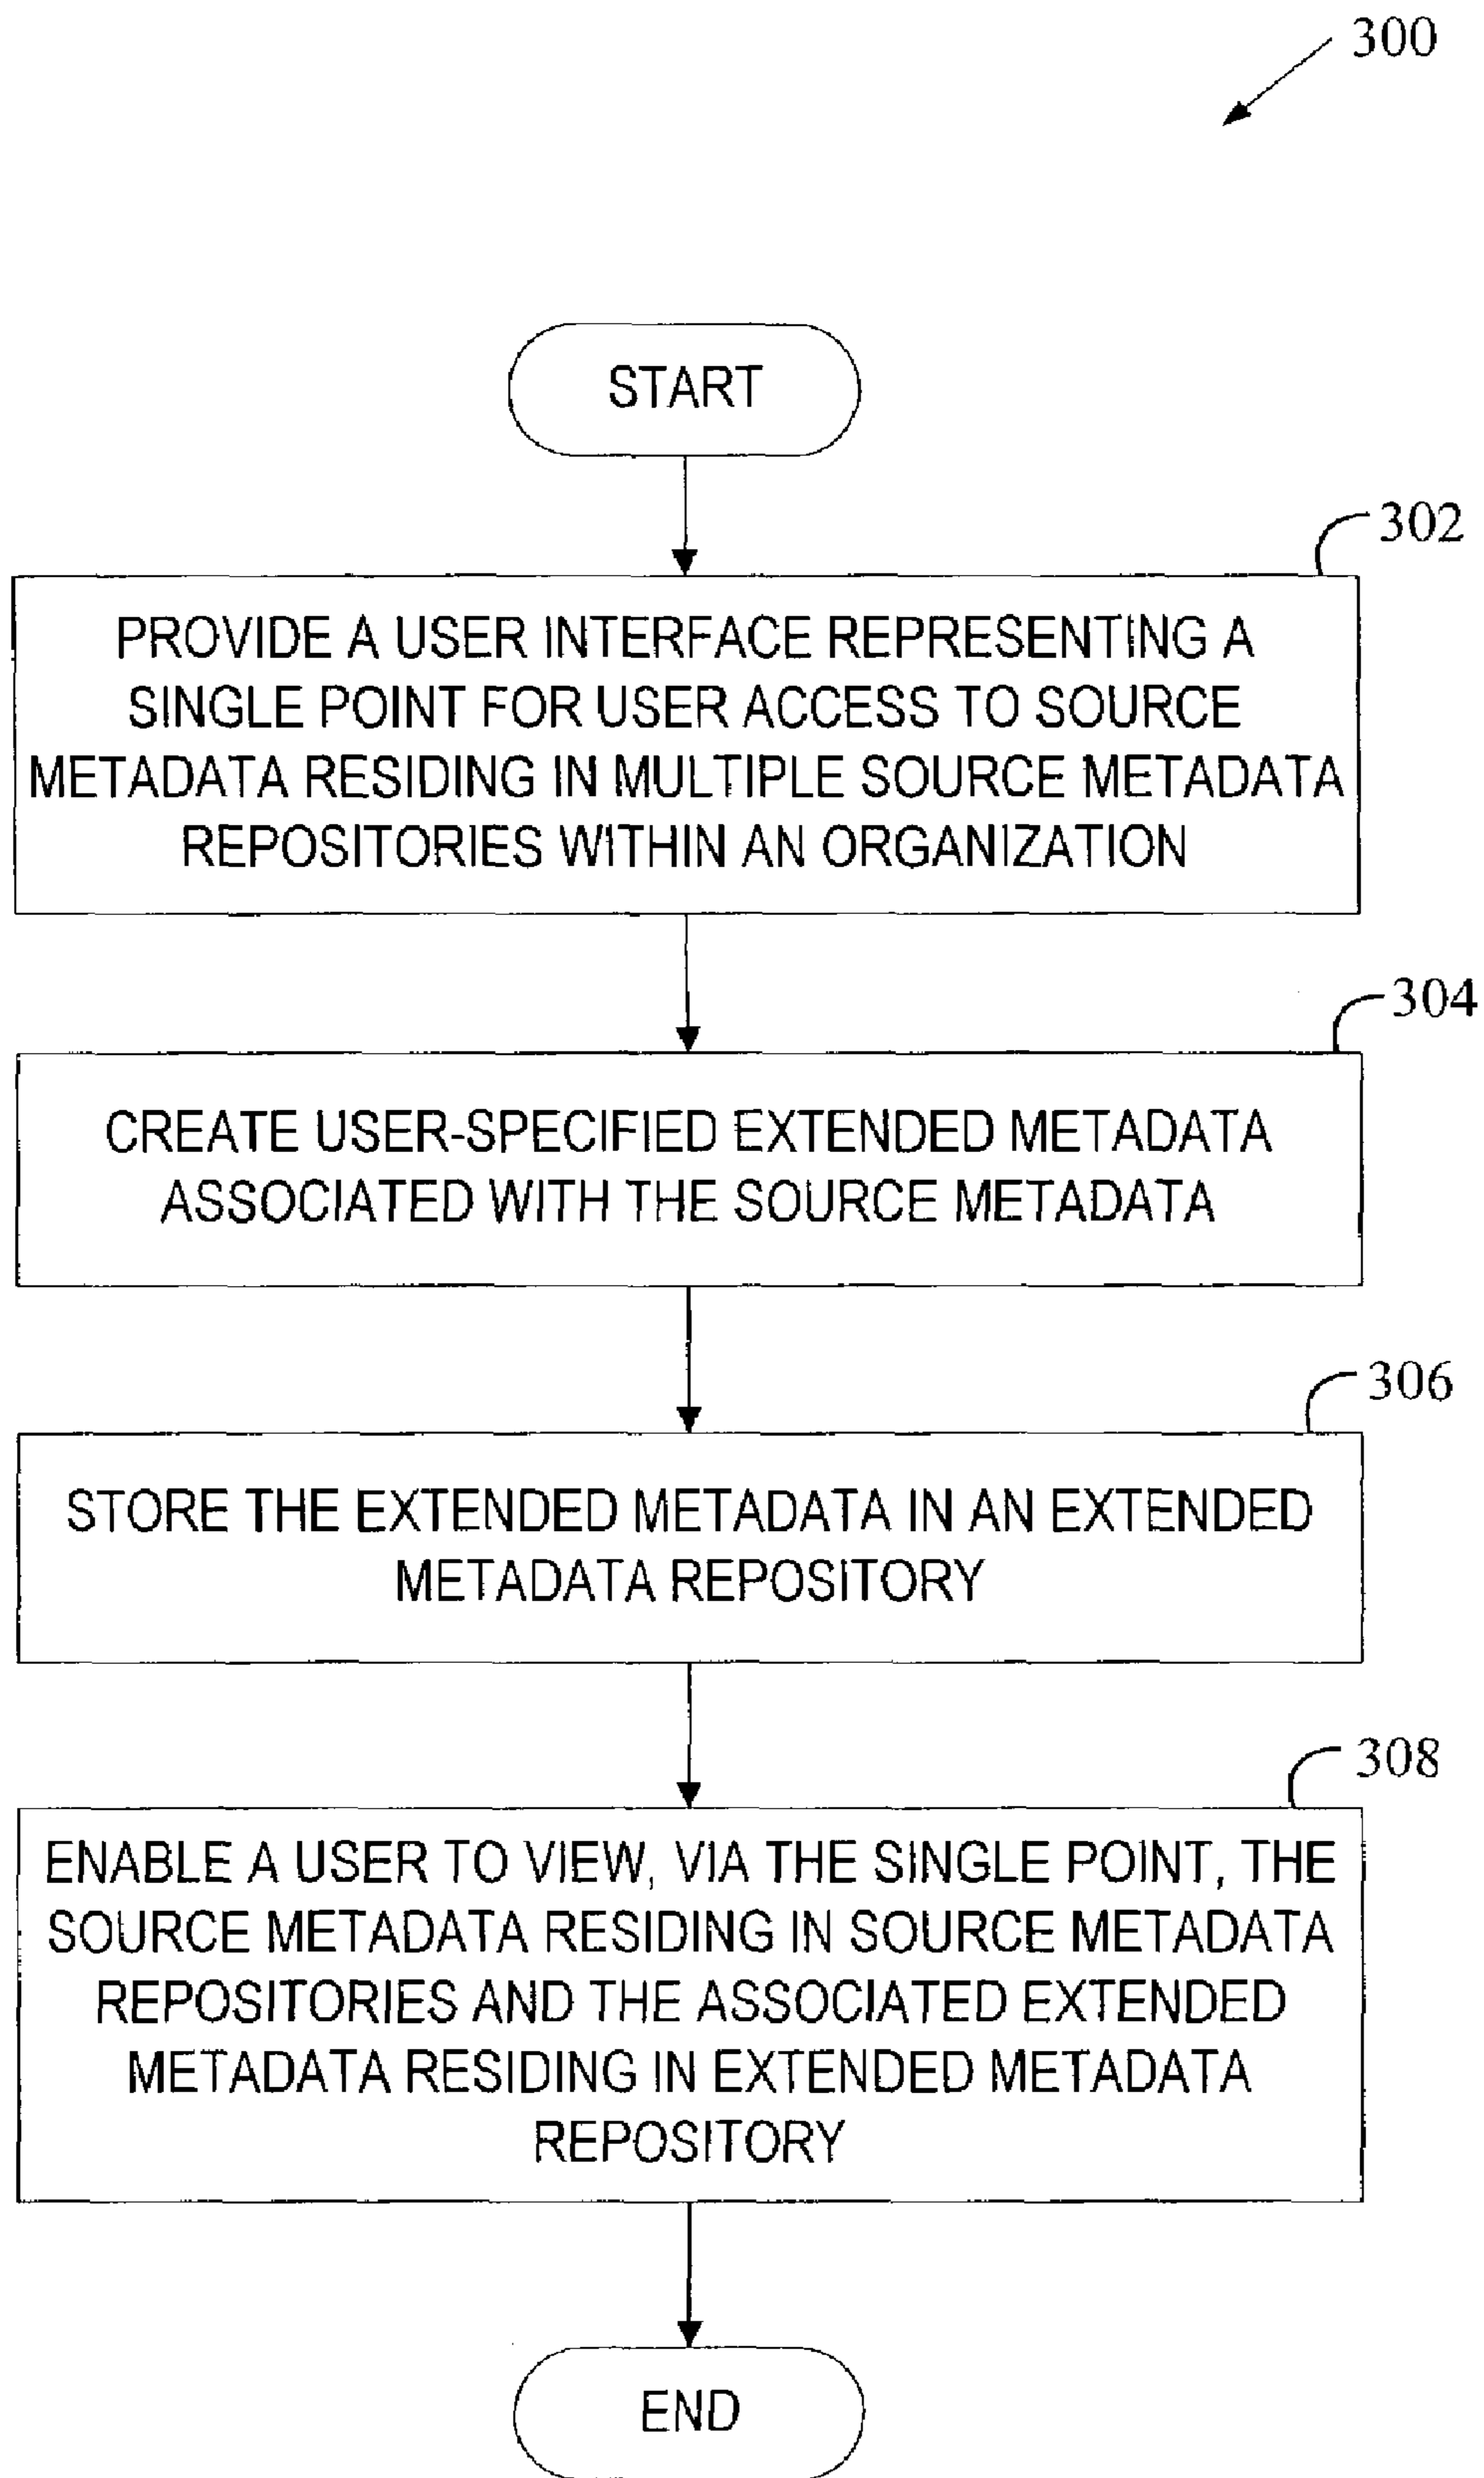 300
START
302
PROVIDE A USER INTERFACE REPRESENTING A
SINGLE POINT FOR USER ACCESS TO SOURCE
METADATA RESIDING IN MULTIPLE SOURCE METADATA
REPOSITORIES WITHIN AN ORGANIZATION
304
CREATE USER-SPECIFIED EXTENDED METADATA
ASSOCIATED WITH THE SOURCE METADATA
306
STORE THE EXTENDED METADATA IN AN EXTENDED
METADATA REPOSITORY
308
ENABLE A USER TO VIEW, VIA THE SINGLE POINT, THE
SOURCE METADATA RESIDING IN SOURCE METADATA
REPOSITORIES AND THE ASSOCIATED EXTENDED
METADATA RESIDING IN EXTENDED METADATA
REPOSITORY
END